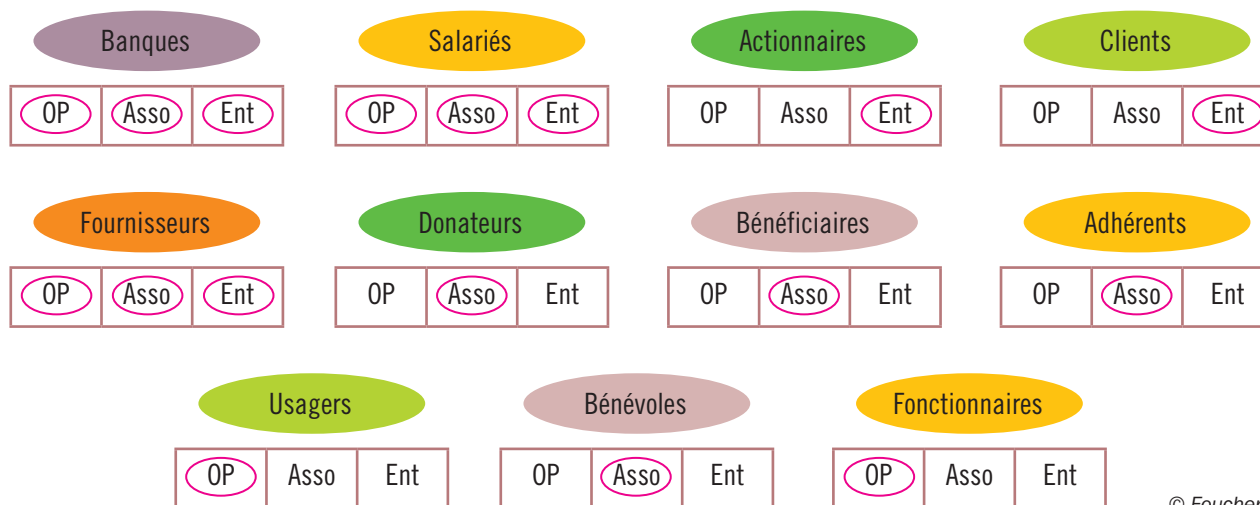 Banques Salariés Actionnaires Clients
OP Asso Ent OP Asso Ent OP Asso Ent OP Asso Ent
Fournisseurs Donateurs Bénéficiaires Adhérents
OP Asso Ent OP Asso Ent OP Asso Ent OP Asso Ent
Usagers Bénévoles Fonctionnaires
OP Asso Ent OP Asso Ent OP Asso Ent
© Foucher